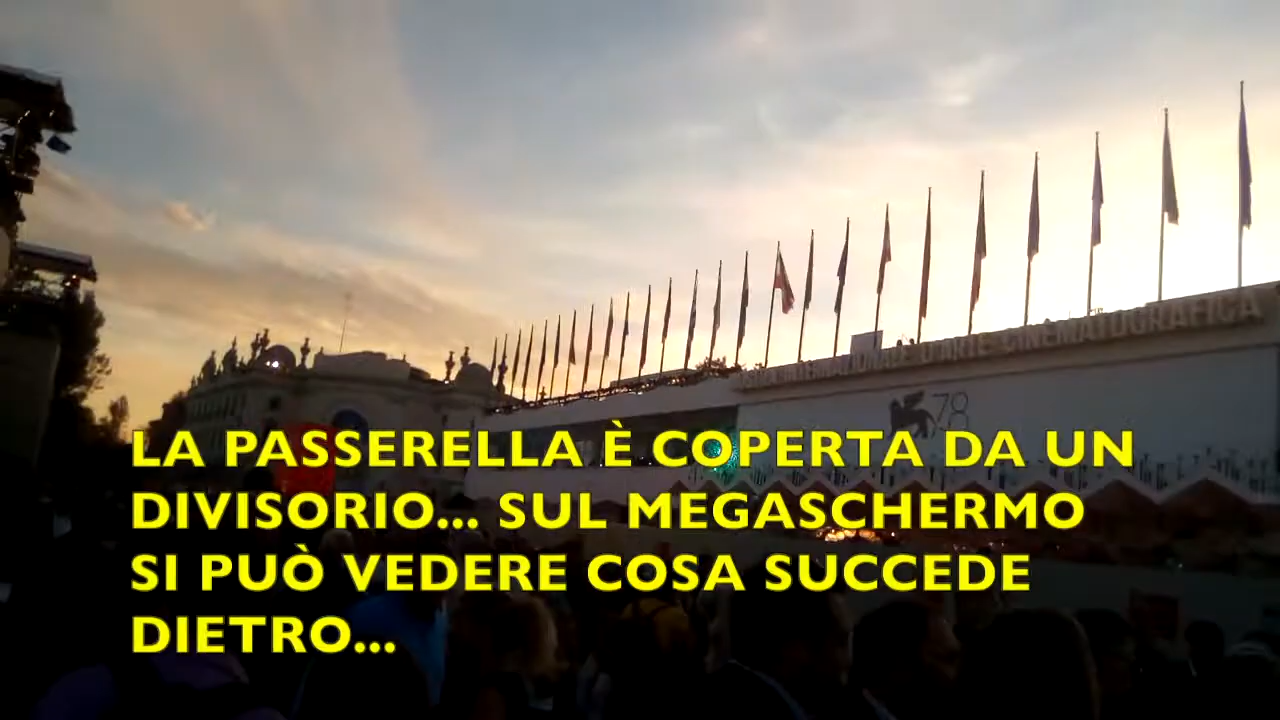 MOSTRA INTERNAZIONALE D'ARTE CINEMATOGRAFICA
78
LA PASSERELLA È COPERTA DA UN
DIVISORIO... SUL MEGASCHERMO
SI PUÒ VEDERE COSA SUCCEDE
DIETRO...